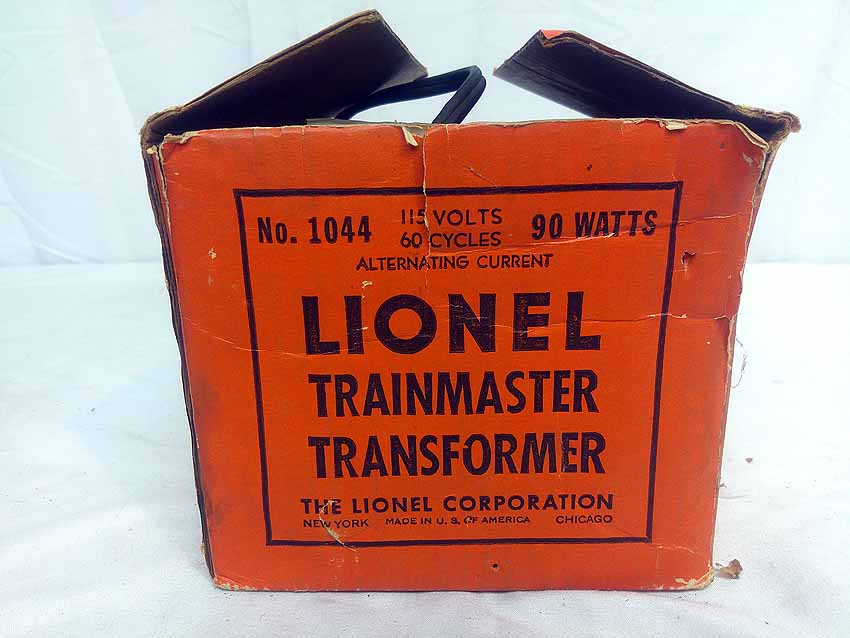 No. 1044 115 VOLTS 90 WATTS
60 CYCLES
ALTERNATING CURRENT
LIONEL
TRAINMASTER
TRANSFORMER
THE LIONEL CORPORATION
NEW YORK MADE IN U. S. OF AMERICA CHICAGO